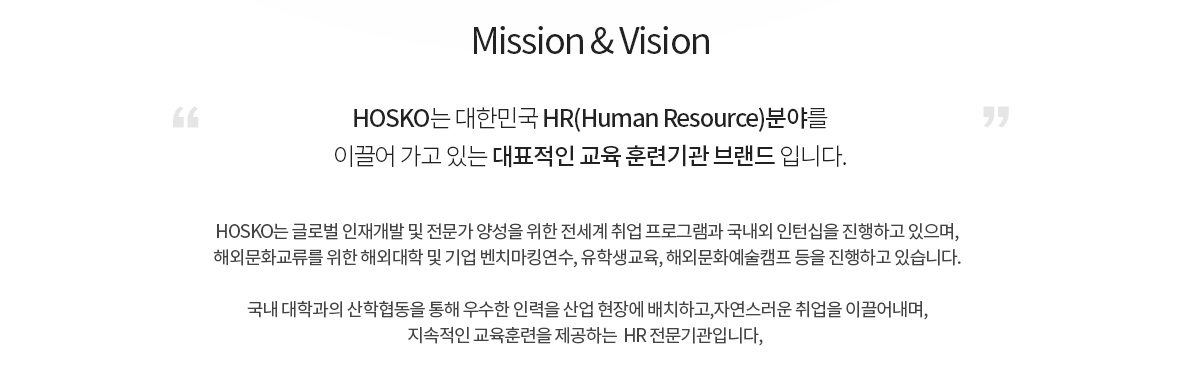 Mission & Vision
“ HOSKO는 대한민국 HR(Human Resource)분야를 ”
이끌어 가고 있는 대표적인 교육 훈련기관 브랜드 입니다.
HOSKO는 글로벌 인재개발 및 전문가 양성을 위한 전세계 취업 프로그램과 국내외 인턴십을 진행하고 있으며,
해외문화교류를 위한 해외대학 및 기업 벤치마킹연수, 유학생교육, 해외문화예술캠프 등을 진행하고 있습니다.
국내 대학과의 산학협동을 통해 우수한 인력을 산업 현장에 배치하고,자연스러운 취업을 이끌어내며,
지속적인 교육훈련을 제공하는 HR 전문기관입니다,